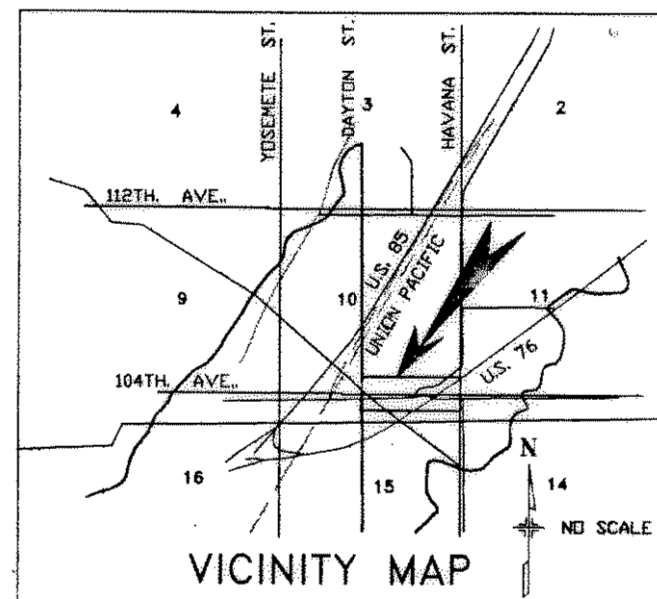 YOSEMETE ST.
DAYTON ST.
HAVANA ST.
4
3
2
112TH. AVE..
U.S. 85
UNION PACIFIC
9
10
11
U.S. 76
104TH. AVE..
16
15
14
N
NO SCALE
VICINITY MAP